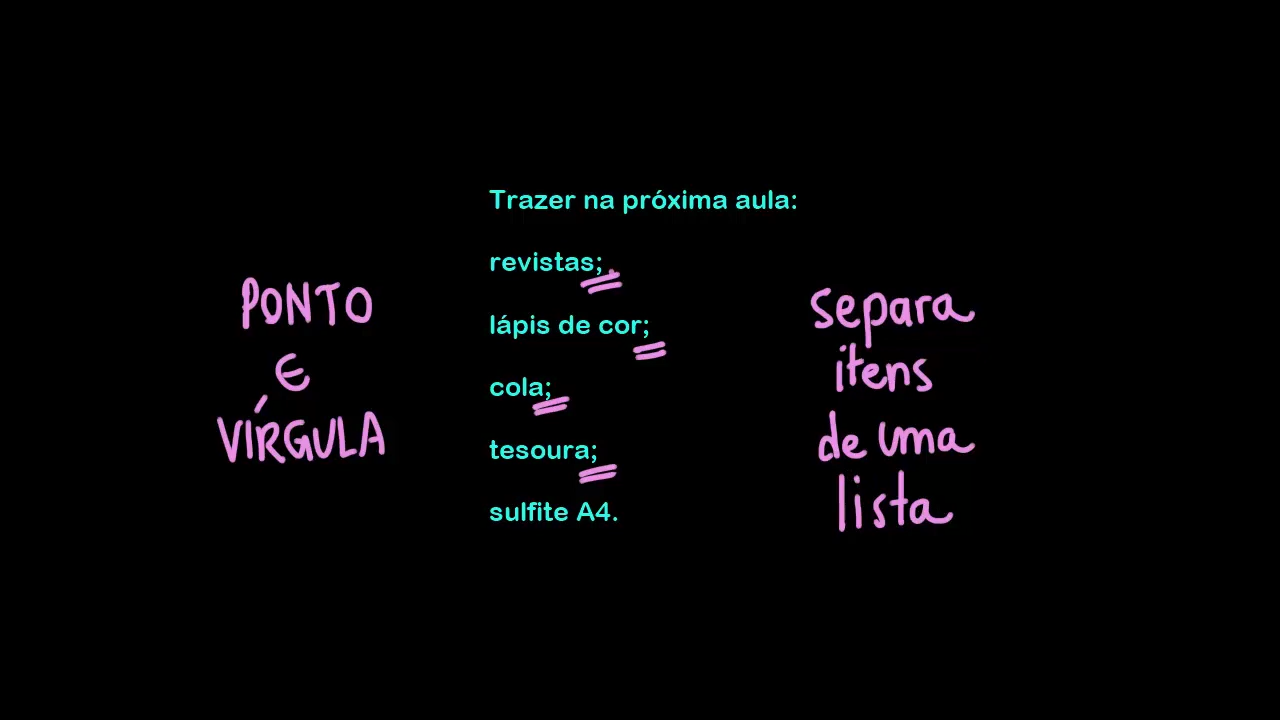 PONTO
E
VÍRGULA
Trazer na próxima aula:
revistas;
lápis de cor;
cola;
tesoura;
sulfite A4.
separa
itens
de uma
lista